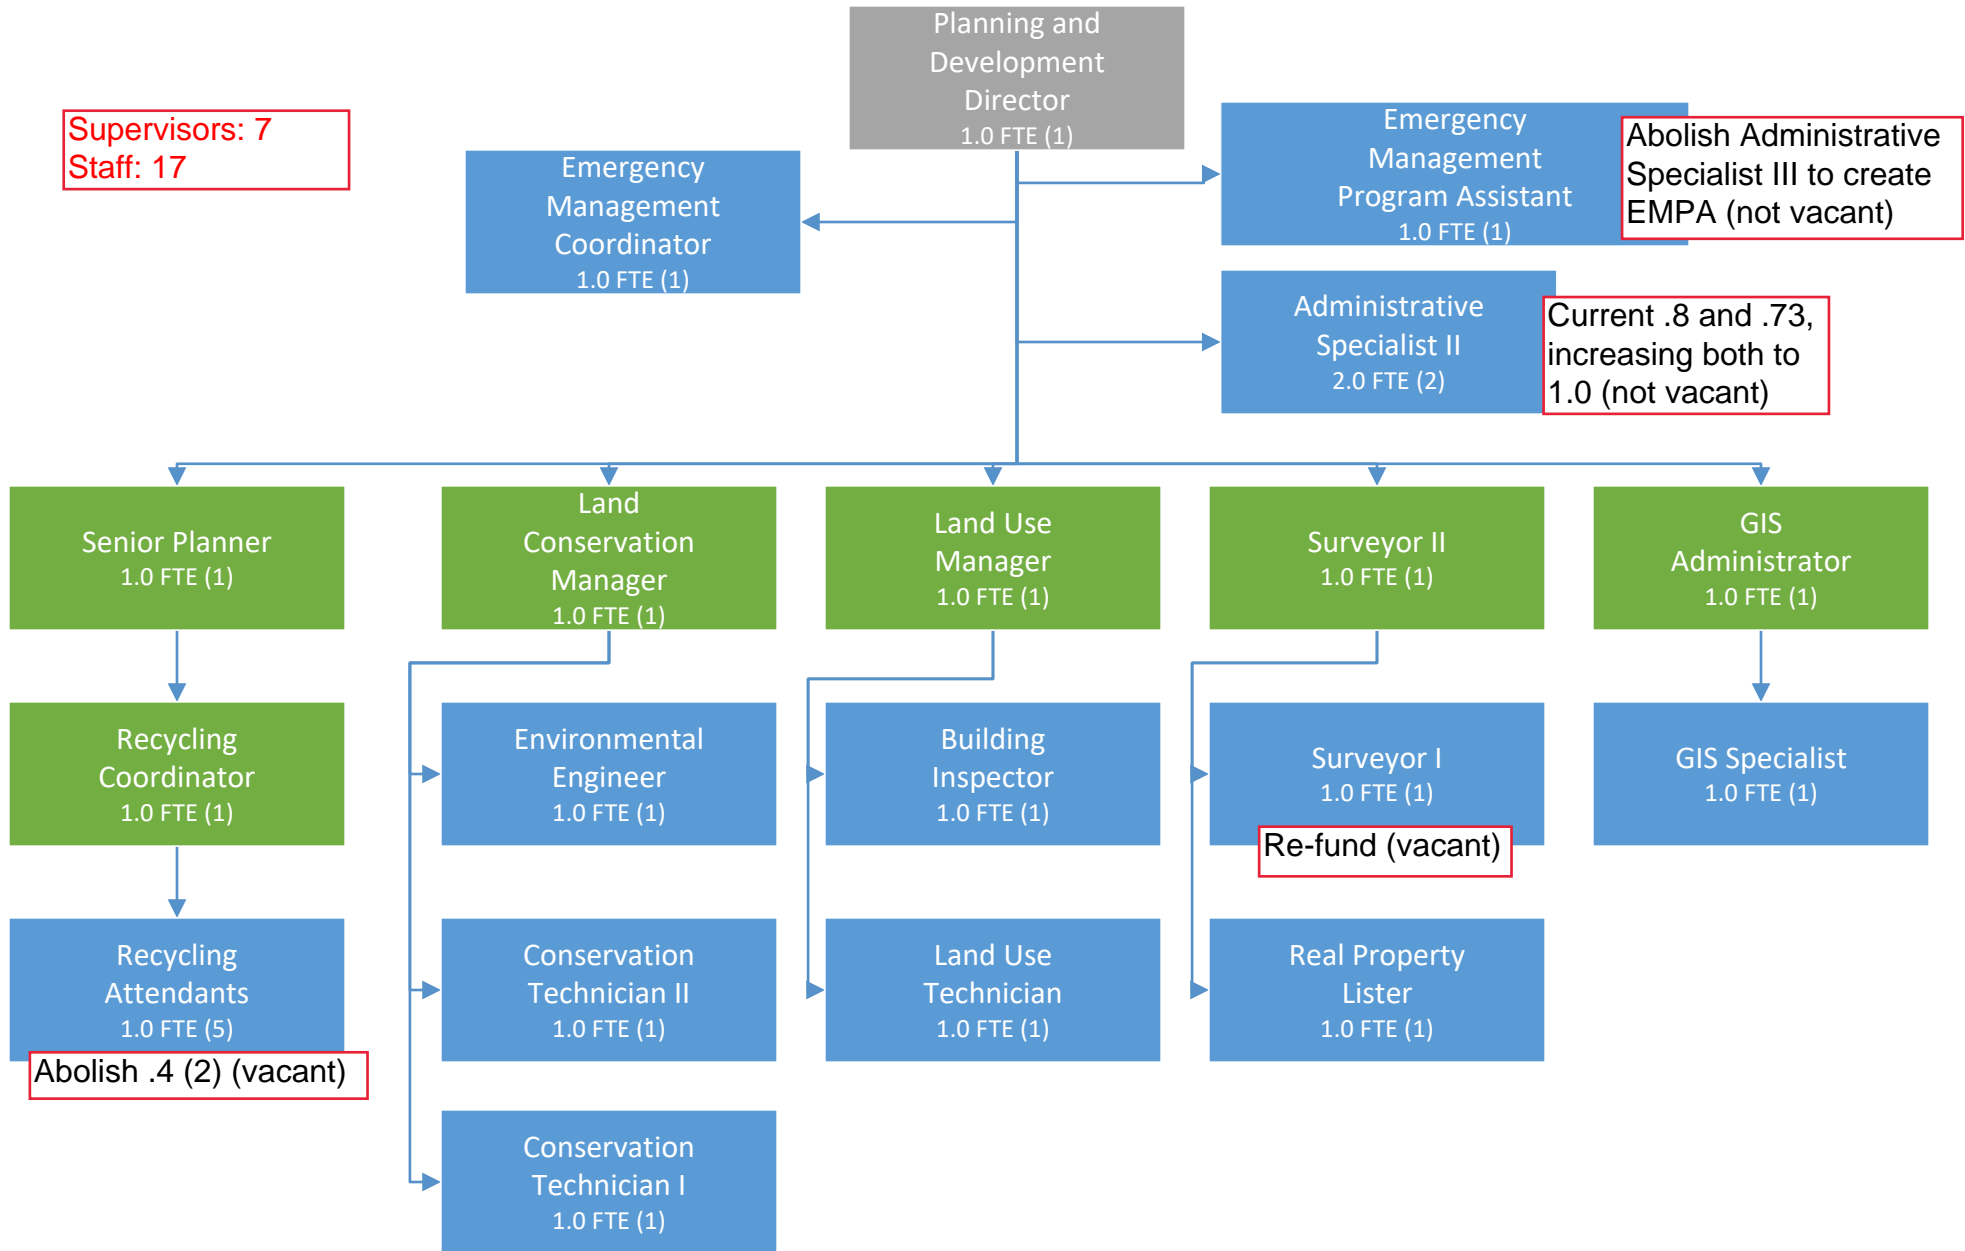 Planning and
Development
Director
1.0 FTE (1)
Supervisors: 7
Staff: 17
Emergency
Management
Coordinator
1.0 FTE (1)
Emergency
Management
Program Assistant
1.0 FTE (1)
Abolish Administrative
Specialist III to create
EMPA (not vacant)
Administrative
Specialist II
2.0 FTE (2)
Current .8 and .73,
increasing both to
1.0 (not vacant)
Senior Planner
1.0 FTE (1)
Land
Conservation
Manager
1.0 FTE (1)
Land Use
Manager
1.0 FTE (1)
Surveyor II
1.0 FTE (1)
GIS
Administrator
1.0 FTE (1)
Recycling
Coordinator
1.0 FTE (1)
Environmental
Engineer
1.0 FTE (1)
Building
Inspector
1.0 FTE (1)
Surveyor I
1.0 FTE (1)
Re-fund (vacant)
GIS Specialist
1.0 FTE (1)
Recycling
Attendants
1.0 FTE (5)
Abolish .4 (2) (vacant)
Conservation
Technician II
1.0 FTE (1)
Land Use
Technician
1.0 FTE (1)
Real Property
Lister
1.0 FTE (1)
Conservation
Technician I
1.0 FTE (1)